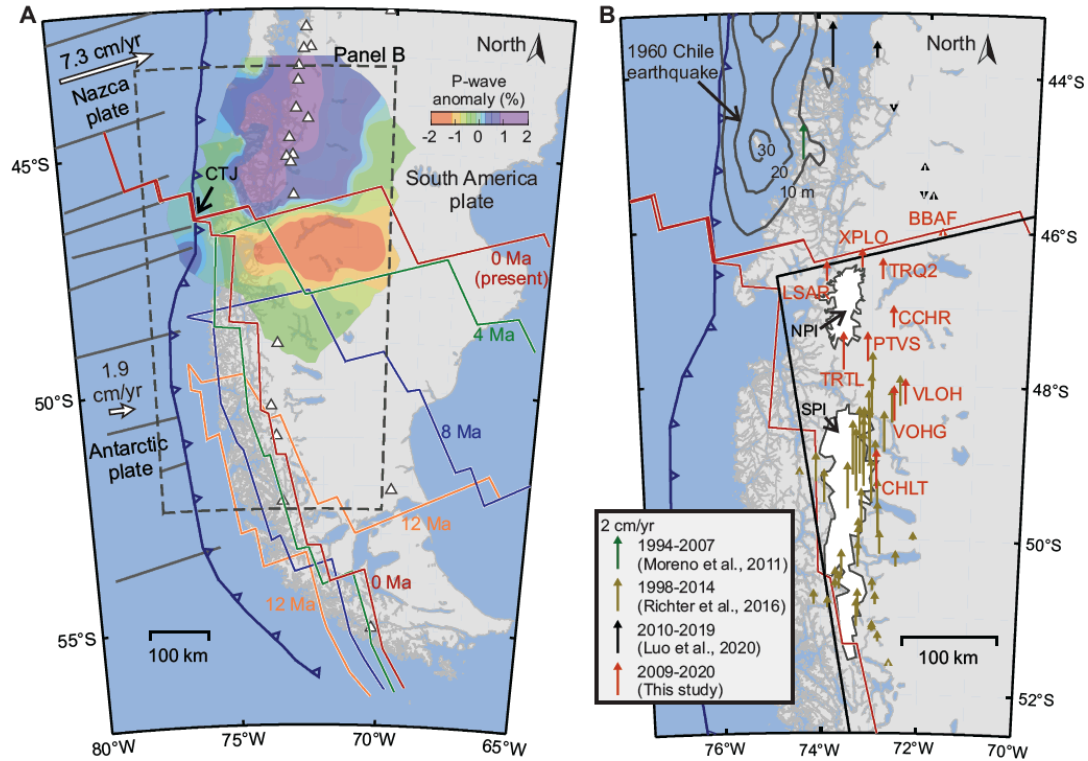 A
7.3 cm/yr
Nazca
plate
North
Panel B
P-wave
anomaly (%)
-2 -1 0 1 2
45°S
CTJ
South America
plate
0 Ma
(present)
4 Ma
1.9
cm/yr
50°S
Antarctic
plate
8 Ma
12 Ma
12 Ma
0 Ma
55°S
100 km
80°W
75°W
70°W
65°W
B
1960 Chile
earthquake
North
44°S
30
20
10 m
BBAF
46°S
XPLO
LSAR
TRQ2
NPI
CCHR
PTVS
TRTL
48°S
SPI
VLOH
VOHG
CHLT
2 cm/yr
1994-2007
(Moreno et al., 2011)
1998-2014
(Richter et al., 2016)
2010-2019
(Luo et al., 2020)
2009-2020
(This study)
50°S
100 km
52°S
76°W
74°W
72°W
70°W